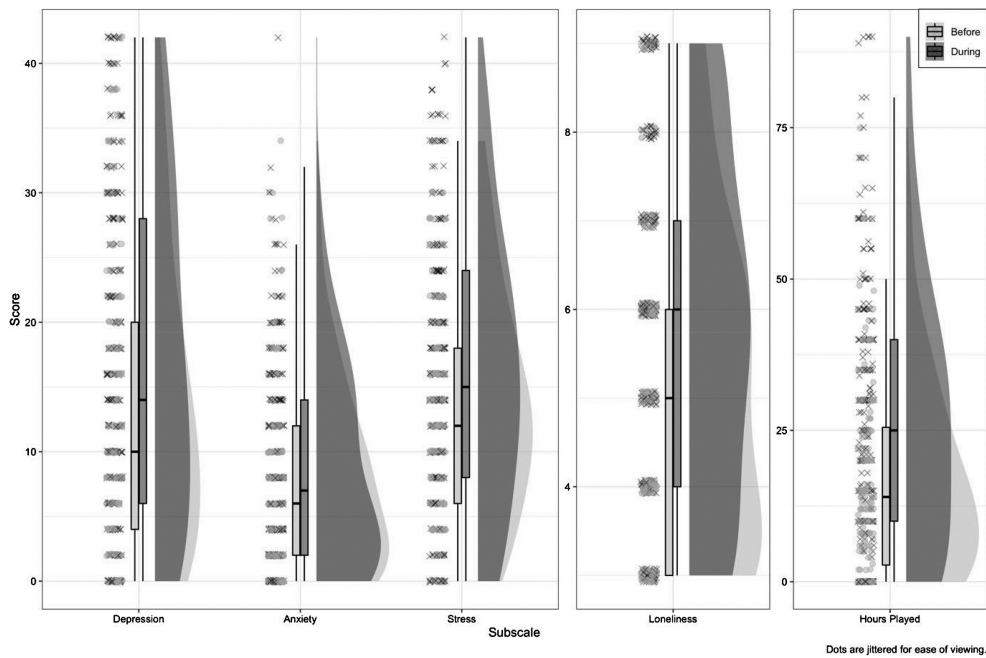 Before
During
Score
40
30
20
10
0
8
6
4
75
50
25
0
Depression
Anxiety
Stress
Loneliness
Hours Played
Subscale
Dots are jittered for ease of viewing.